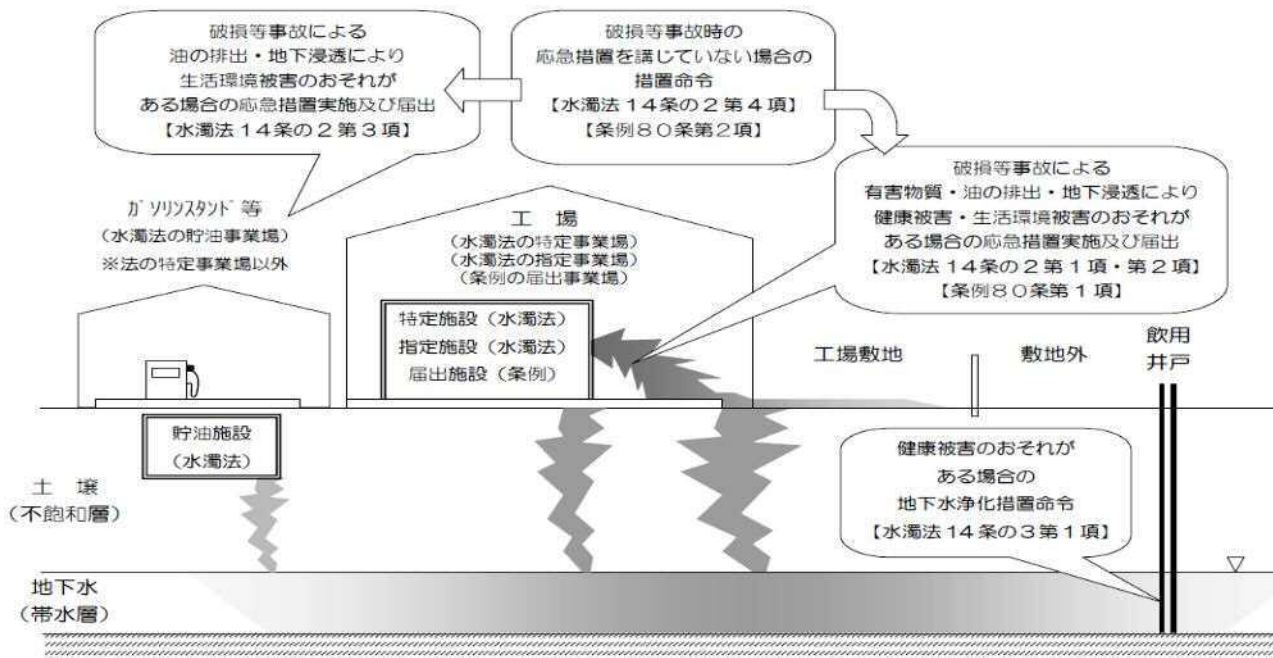 破損等事故による
油の排出・地下浸透により
生活環境被害のおそれが
ある場合の応急措置実施及び届出
【水濁法14条の2第3項】
破損等事故時の
応急措置を講じていない場合の
措置命令
【水濁法14条の2第4項】
【条例80条第2項】
破損等事故による
有害物質・油の排出・地下浸透により
健康被害・生活環境被害のおそれが
ある場合の応急措置実施及び届出
【水濁法14条の2第1項・第2項】
【条例80条第1項】
ガソリンスタンド等
(水濁法の貯油事業場)
※法の特定事業場以外
工 場
(水濁法の特定事業場)
(水濁法の指定事業場)
(条例の届出事業場)
特定施設(水濁法)
指定施設(水濁法)
届出施設(条例)
工場敷地
敷地外
飲用
井戸
貯油施設
(水濁法)
健康被害のおそれが
ある場合の
地下水浄化措置命令
【水濁法14条の3第1項】
土 壌
(不飽和層)
地下水
(帯水層)